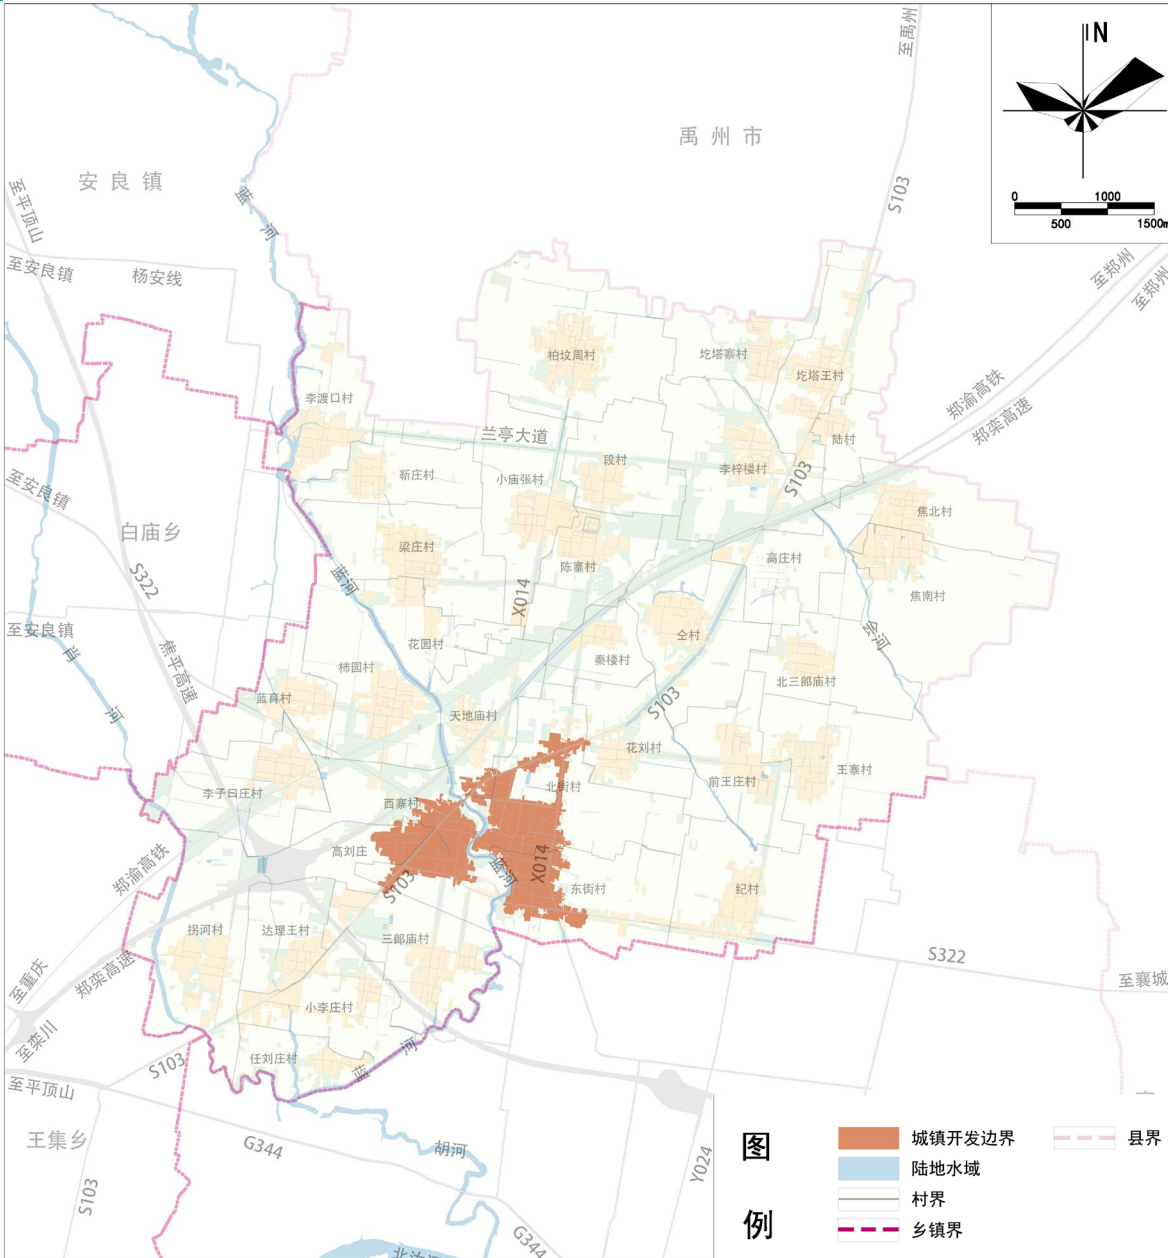 N
0
1000
500
1500m
至禹州
禹州市
安良镇
蓝
河
S103
至平顶山
至安良镇
杨安线
至郑州
至郑州
柏坟周村
圪塔寨村
圪塔王村
李渡口村
郑渝高铁
郑栾高速
兰亭大道
陆村
段村
李梓楼村
靳庄村
小庙张村
S103
至安良镇
白庙乡
焦北村
梁庄村
陈寨村
高庄村
S322
蓝河
X014
焦南村
至安良镇
肖
河
焦平高速
花园村
仝村
秦楼村
柿园村
北三郎庙村
蓝育村
天地庙村
S103
花刘村
王寨村
前王庄村
北街村
李子曰庄村
西寨村
高刘庄
郑渝高铁
X014
蓝河
S103
东街村
纪村
拐河村
达理王村
三郎庙村
S322
至重庆
郑栾高速
至襄城
小李庄村
至栾川
任刘庄村
蓝
河
S103
至平顶山
王集乡
G344
胡河
Y024
S103
G344
图
例
城镇开发边界
县界
陆地水域
村界
乡镇界